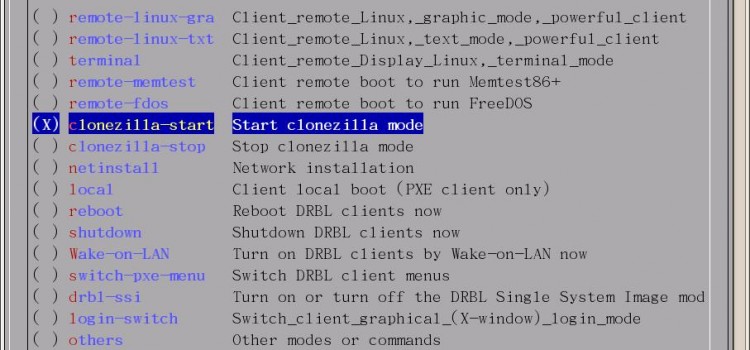 ( ) remote-linux-gra Client_remote_Linux,_graphic_mode,_powerful_client
( ) remote-linux-txt Client_remote_Linux,_text_mode,_powerful_client
( ) terminal Client_remote_Display_Linux,_terminal_mode
( ) remote-memtest Client remote boot to run Memtest86+
( ) remote-fdos Client remote boot to run FreeDOS
(X) clonezilla-start Start clonezilla mode
( ) clonezilla-stop Stop clonezilla mode
( ) netinstall Network installation
( ) local Client local boot (PXE client only)
( ) reboot Reboot DRBL clients now
( ) shutdown Shutdown DRBL clients now
( ) Wake-on-LAN Turn on DRBL clients by Wake-on-LAN now
( ) switch-pxe-menu Switch DRBL client menus
( ) drbl-ssi Turn on or turn off the DRBL Single System Image mod
( ) login-switch Switch_client_graphical_(X-window)_login_mode
( ) others Other modes or commands